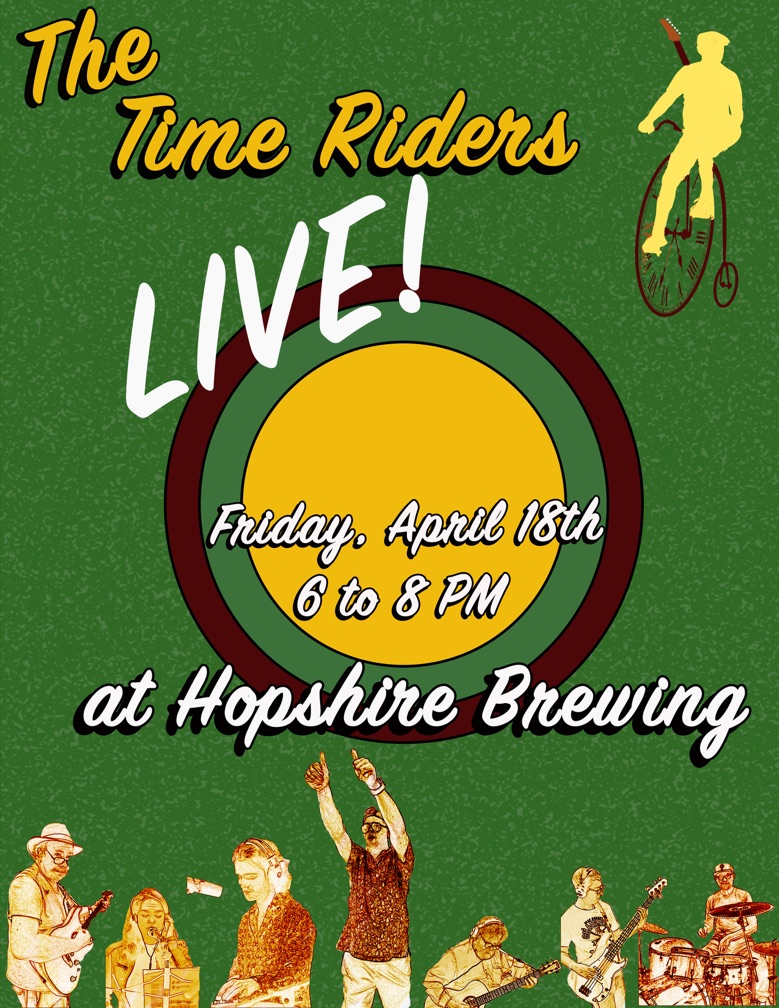 The
Time Riders
LIVE!
Friday, April 18th
6 to 8 PM
at Hopshire Brewing